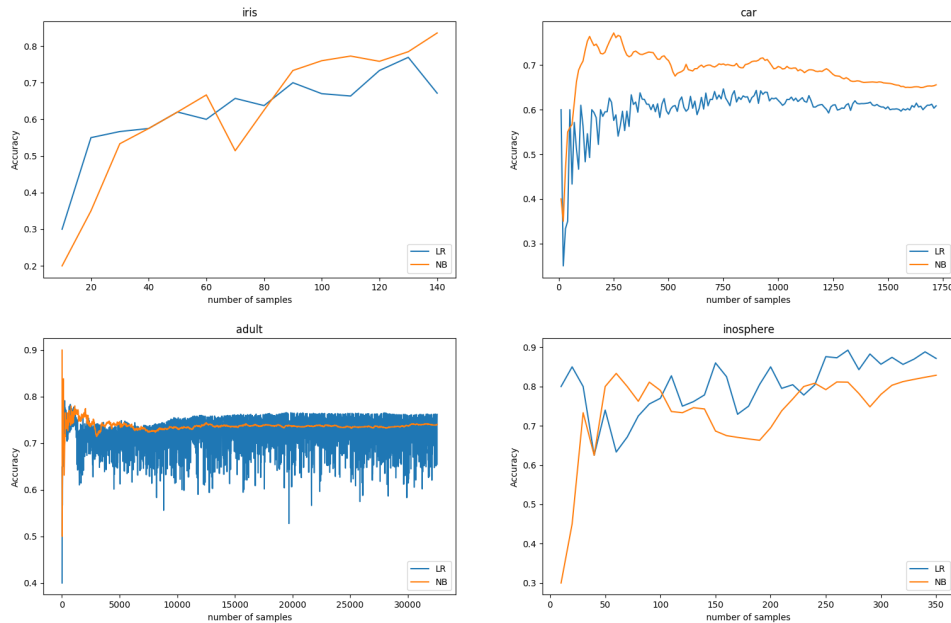 iris
Accuracy
0.8
0.7
0.6
0.5
0.4
0.3
0.2
20
40
60
80
100
120
140
number of samples
LR
NB
car
Accuracy
0.7
0.6
0.5
0.4
0.3
0
250
500
750
1000
1250
1500
1750
number of samples
LR
NB
adult
Accuracy
0.9
0.8
0.7
0.6
0.5
0.4
0
5000
10000
15000
20000
25000
30000
number of samples
LR
NB
inosphere
Accuracy
0.9
0.8
0.7
0.6
0.5
0.4
0.3
0
50
100
150
200
250
300
350
number of samples
LR
NB